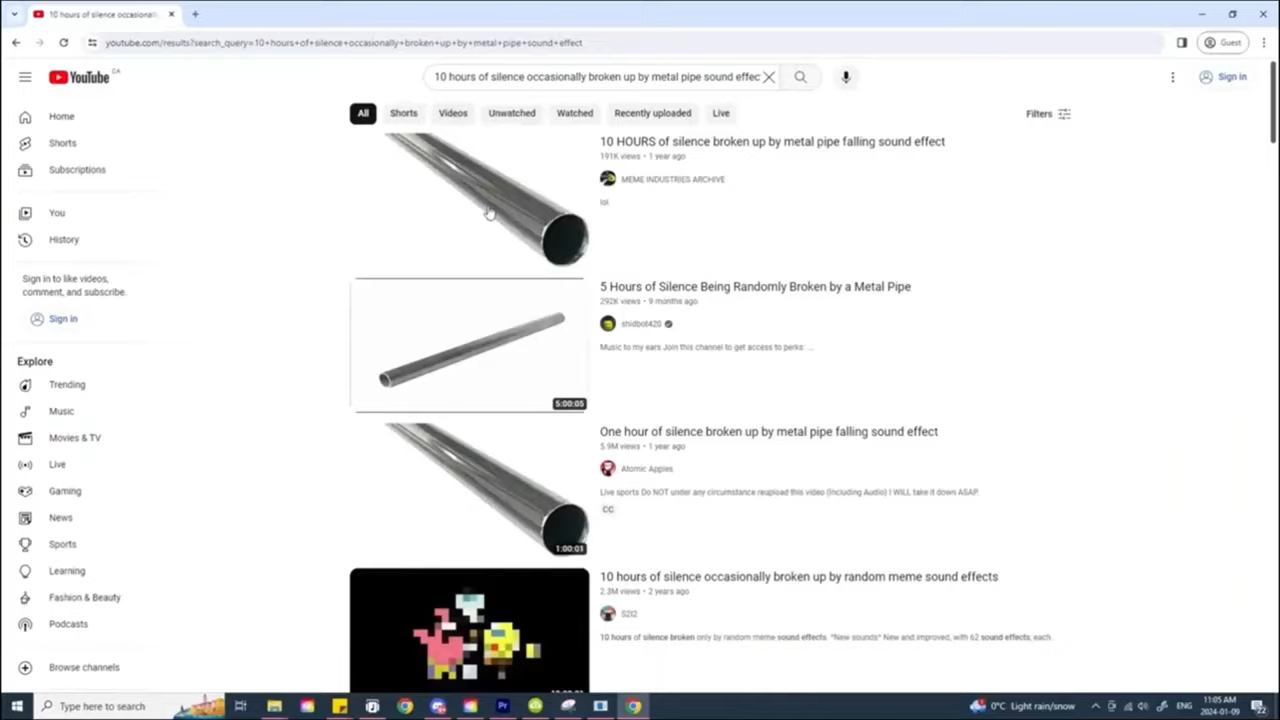 10 hours of silence occasionally
youtube.com/results?search_query=10+hours+of+silence+occasionally+broken+up+by+metal+pipe+sound+effect
Guest
YouTube CA
10 hours of silence occasionally broken up by metal pipe sound effec
Sign in
All
Shorts
Videos
Unwatched
Watched
Recently uploaded
Live
Filters
Home
Shorts
Subscriptions
You
History
Sign in to like videos,
comment, and subscribe.
Sign in
Explore
Trending
Music
Movies & TV
Live
Gaming
News
Sports
Learning
Fashion & Beauty
Podcasts
Browse channels
10 HOURS of silence broken up by metal pipe falling sound effect
191K views • 1 year ago
MEME INDUSTRIES ARCHIVE
lol
5:00:05
5 Hours of Silence Being Randomly Broken by a Metal Pipe
292K views • 9 months ago
shidbot420
Music to my ears Join this channel to get access to perks: ...
1:00:01
One hour of silence broken up by metal pipe falling sound effect
5.9M views • 1 year ago
Atomic Apples
Live sports Do NOT under any circumstance reupload this video (Including Audio) I WILL take it down ASAP.
CC
10 hours of silence occasionally broken up by random meme sound effects
2.3M views • 2 years ago
10 hours of silence broken only by random meme sound effects. *New sounds* New and improved, with 62 sound effects, each.
Type here to search
0°C Light rain/snow
ENG
11:05 AM
2024-01-09
22